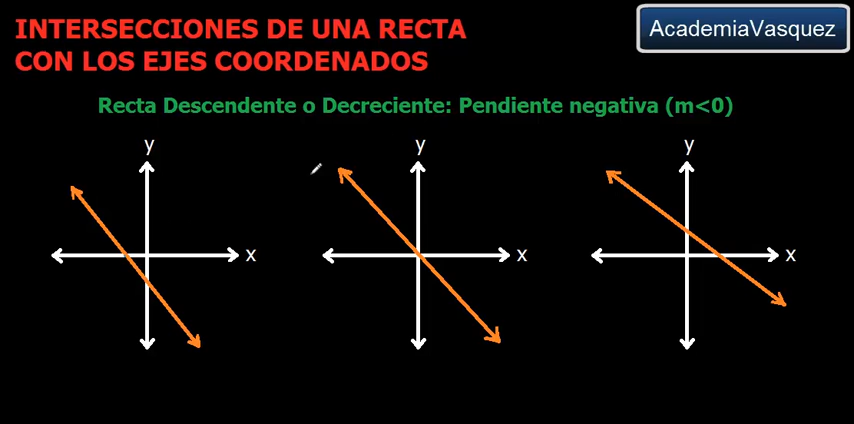 INTERSECCIONES DE UNA RECTA
CON LOS EJES COORDENADOS
AcademiaVasquez
Recta Descendente o Decreciente: Pendiente negativa (m<0)
y
y
y
x
x
x